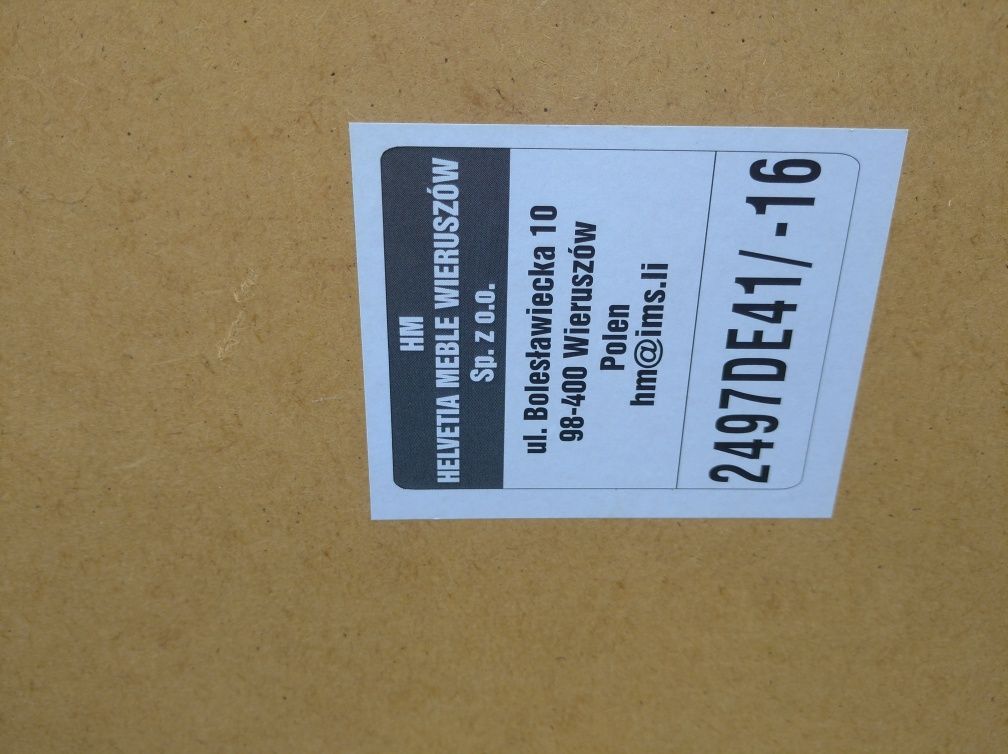 HM
HELVETIA MEBLE WIERUSZÓW
Sp. z o.o.
ul. Bolesławiecka 10
98-400 Wieruszów
Polen
hm@ims.li
2497DE41/-16